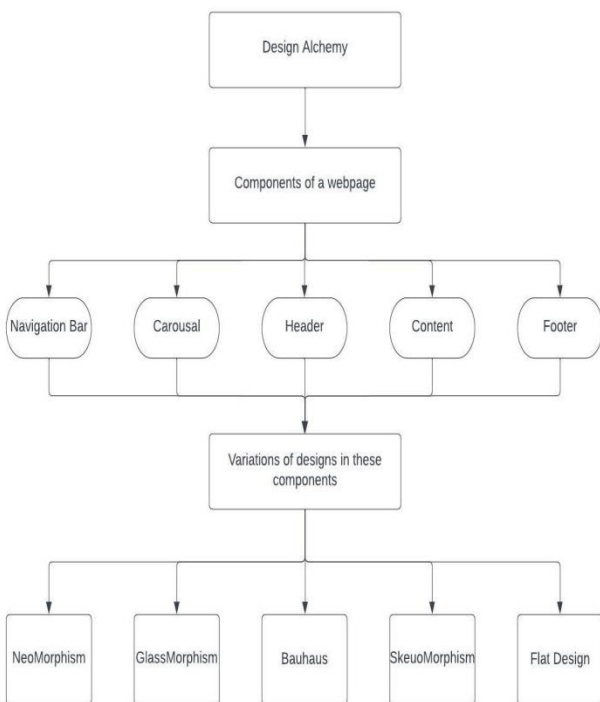 Design Alchemy
Components of a webpage
Navigation Bar
Carousal
Header
Content
Footer
Variations of designs in these
components
NeoMorphism
GlassMorphism
Bauhaus
SkeuoMorphism
Flat Design